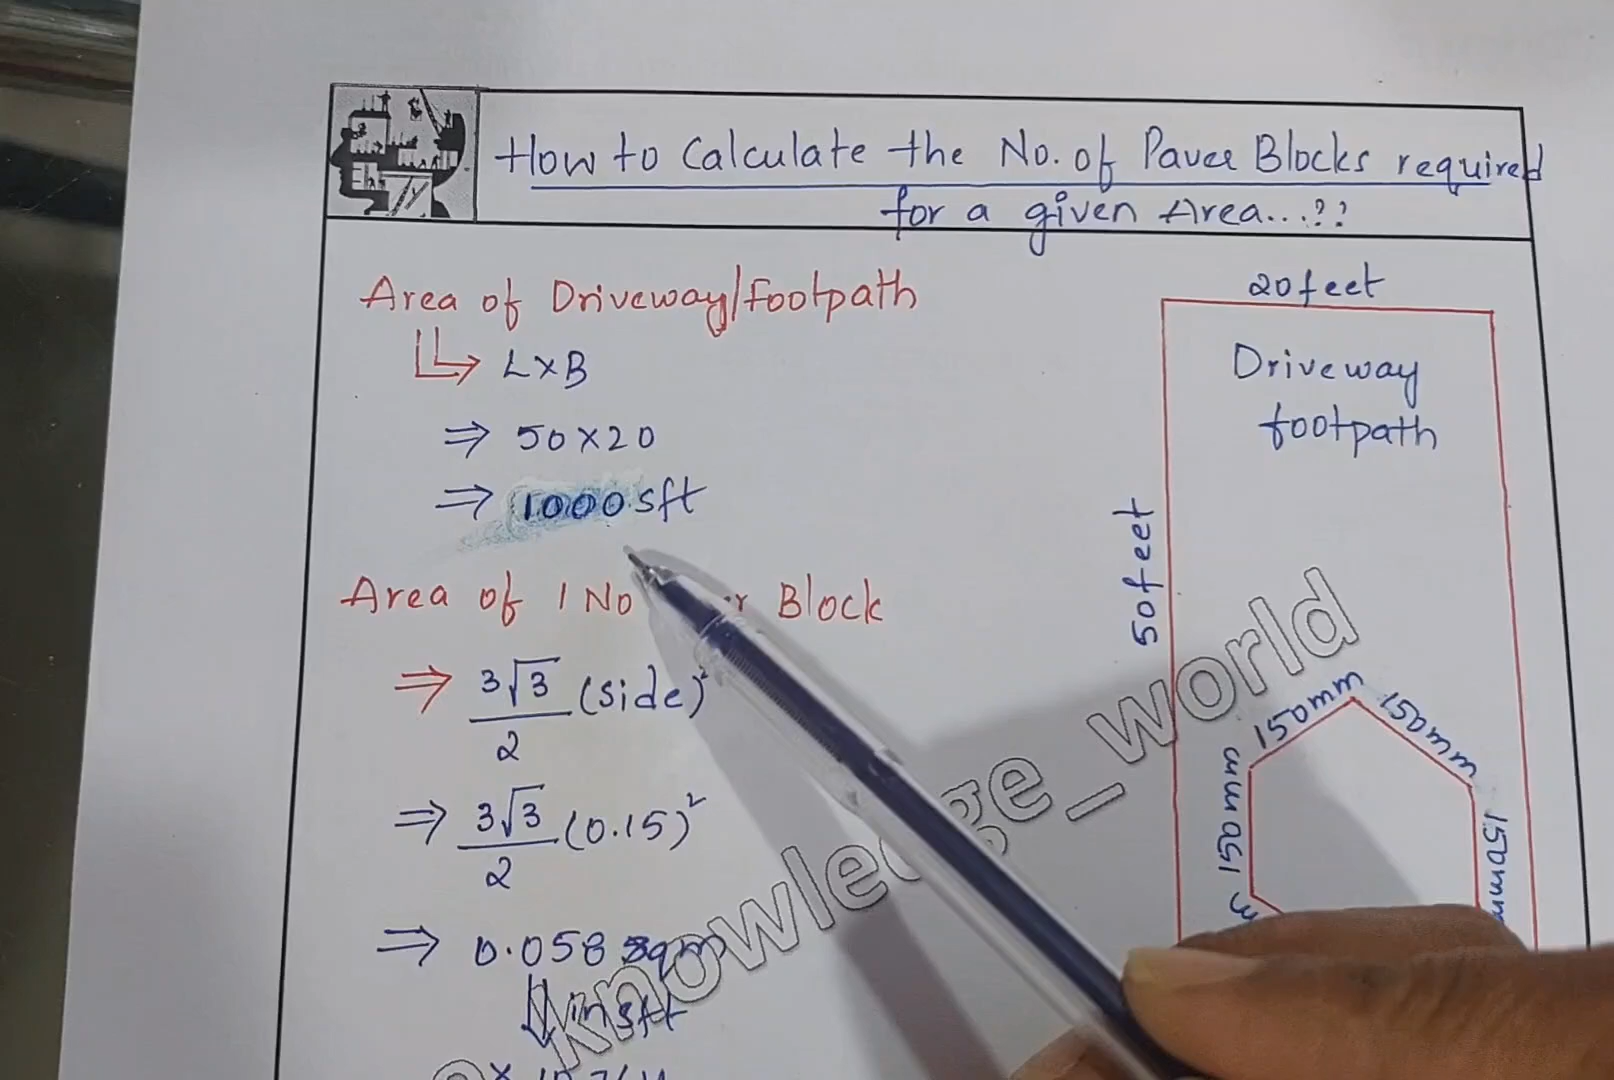 How to Calculate the No. of Paver Blocks required
for a given Area...??
Area of Driveway/footpath
L×B
⇒ 50×20
⇒ 1000sft
Area of 1 No Block
⇒ 3√3/2 (side)²
⇒ 3√3/2 (0.15)²
⇒ 0.058 sqm
in sft
20feet
Driveway
footpath
50feet
150mm
150mm
150mm
150mm
knowledge_world